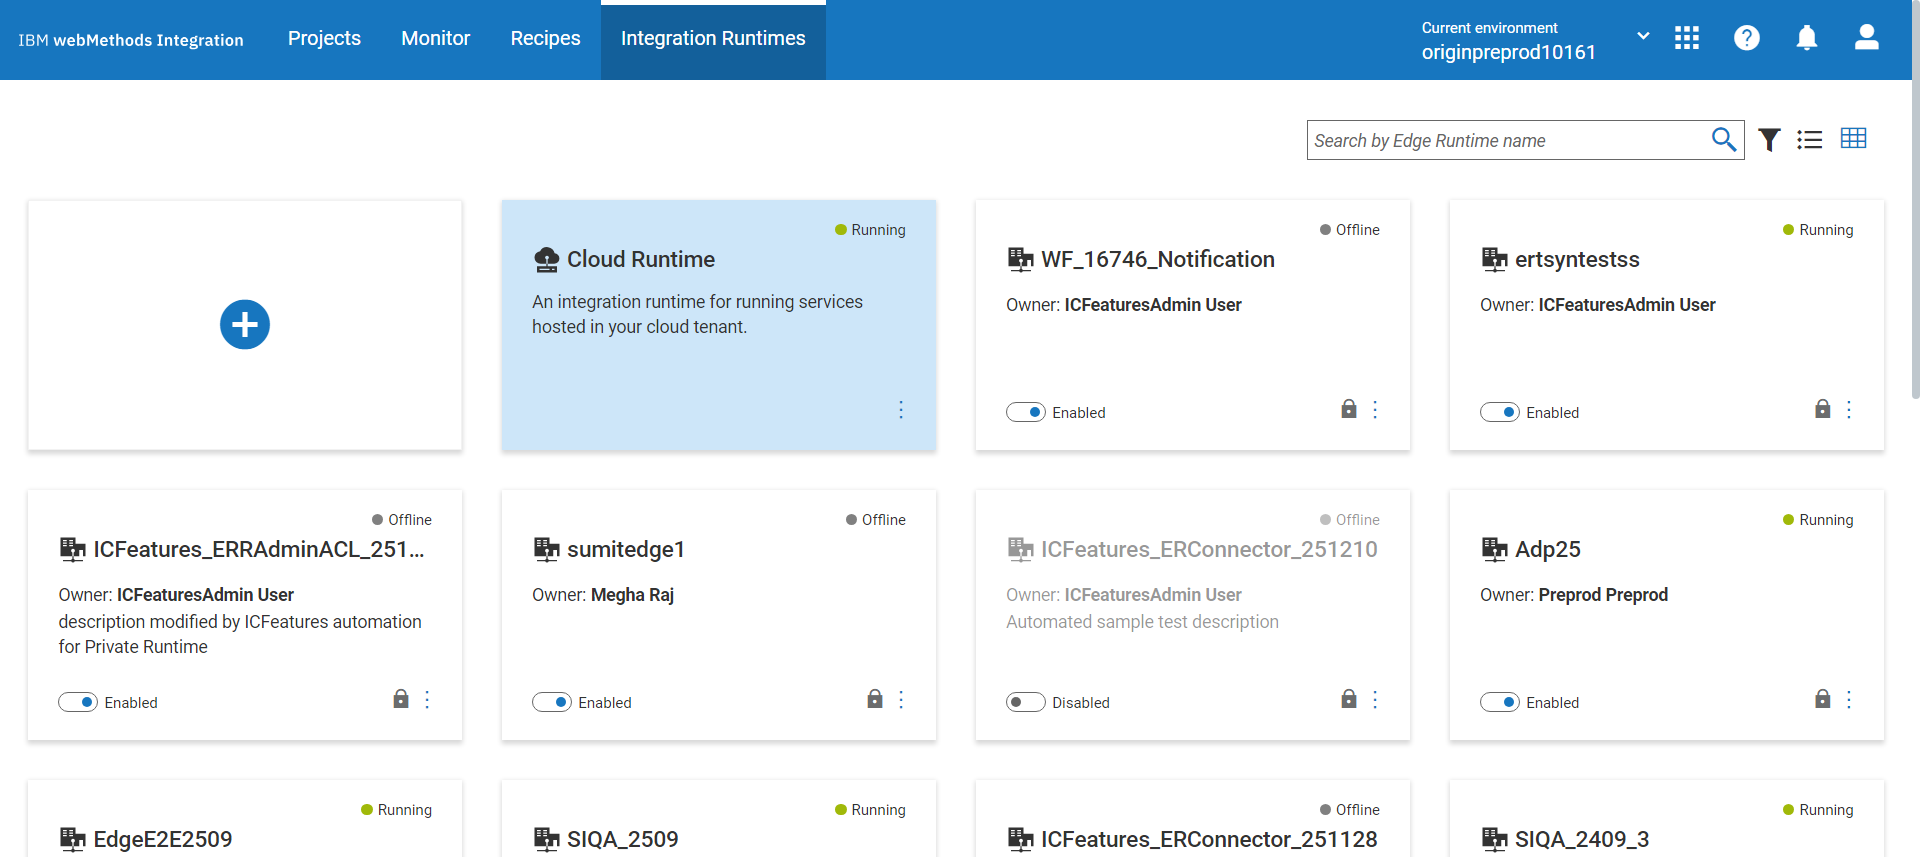 IBM webMethods Integration
Projects
Monitor
Recipes
Integration Runtimes
Current environment
originpreprod10161
Search by Edge Runtime name
Running
Cloud Runtime
An integration runtime for running services
hosted in your cloud tenant.
Offline
WF_16746_Notification
Owner: ICFeaturesAdmin User
Enabled
Running
ertsyntestss
Owner: ICFeaturesAdmin User
Enabled
Offline
ICFeatures_ERRAdminACL_251...
Owner: ICFeaturesAdmin User
description modified by ICFeatures automation
for Private Runtime
Enabled
Offline
sumitedge1
Owner: Megha Raj
Enabled
Offline
ICFeatures_ERConnector_251210
Owner: ICFeaturesAdmin User
Automated sample test description
Disabled
Running
Adp25
Owner: Preprod Preprod
Enabled
Running
EdgeE2E2509
Running
SIQA_2509
Offline
ICFeatures_ERConnector_251128
Running
SIQA_2409_3